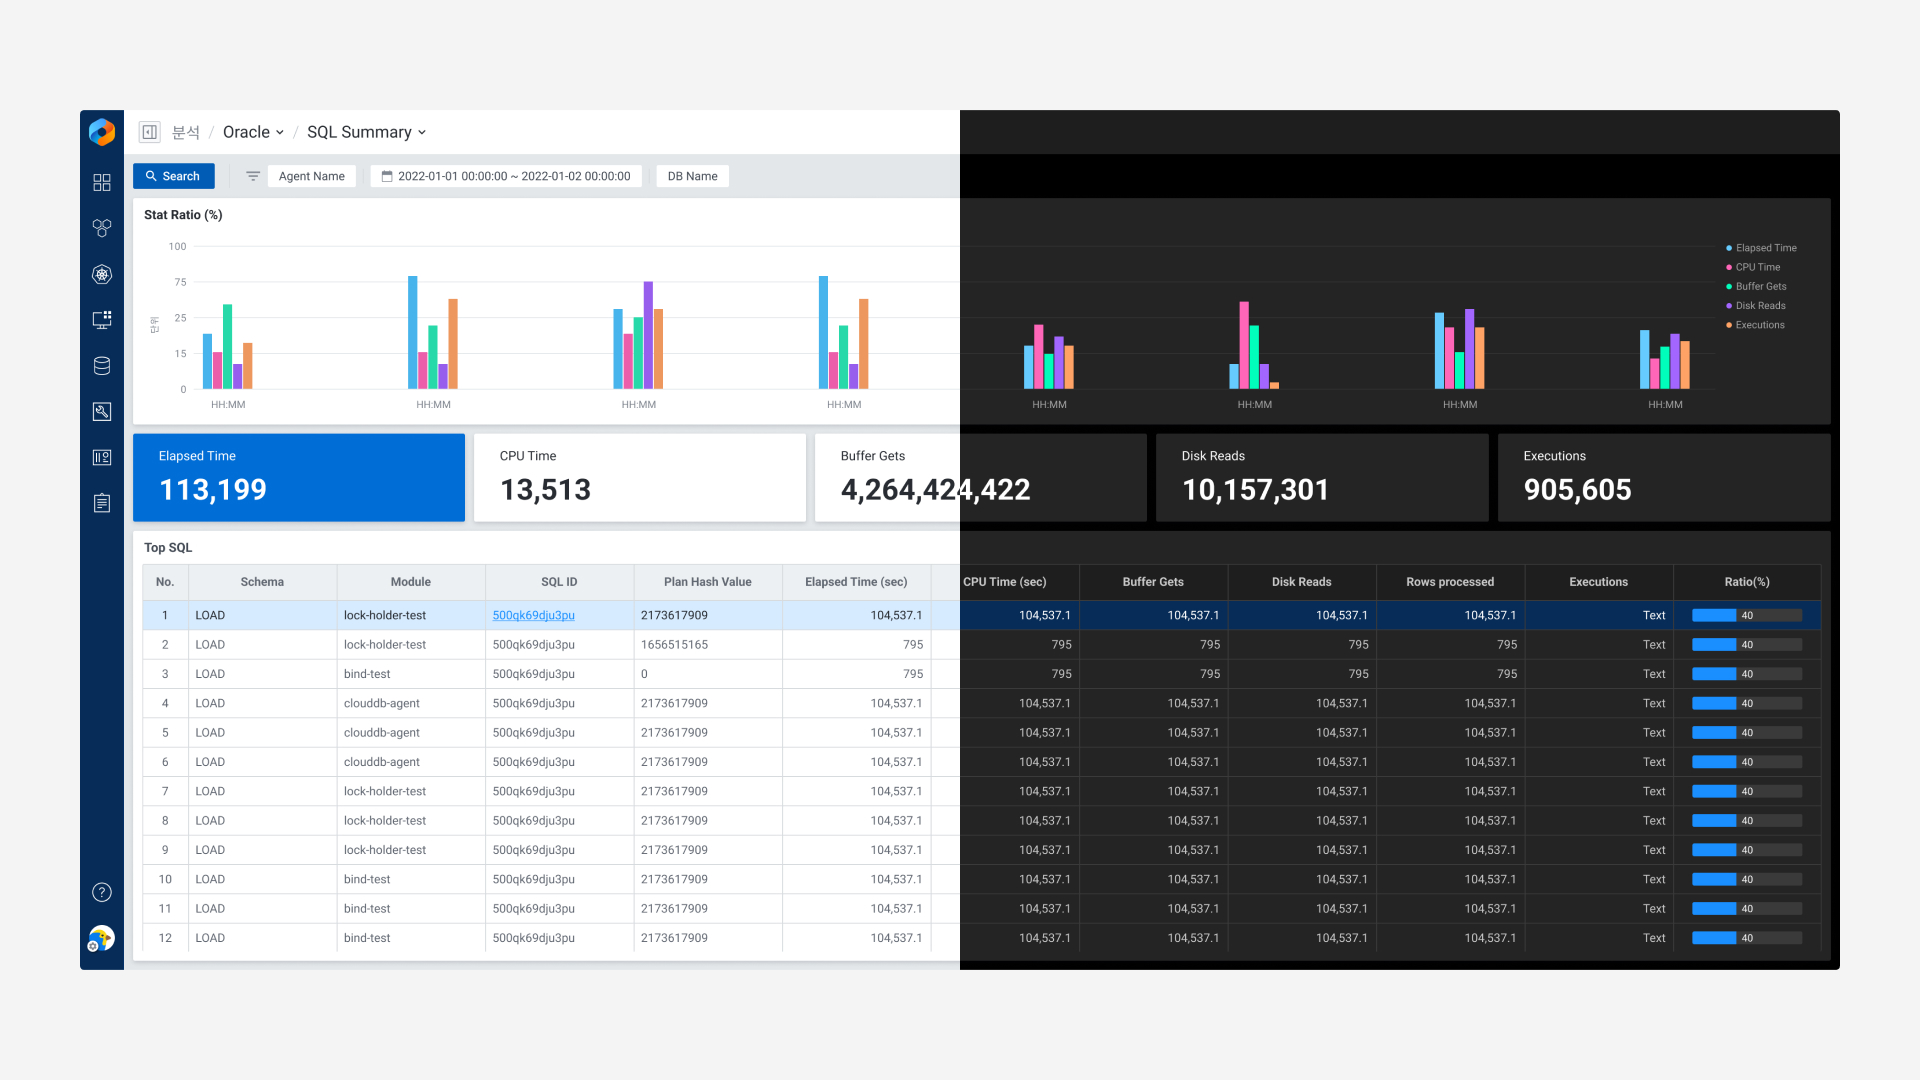 분석 / Oracle / SQL Summary
Search Agent Name 2022-01-01 00:00:00 ~ 2022-01-02 00:00:00 DB Name
Stat Ratio (%)
단위
100
75
25
15
0
HH:MM HH:MM HH:MM HH:MM HH:MM HH:MM HH:MM HH:MM
Elapsed Time
CPU Time
Buffer Gets
Disk Reads
Executions
Elapsed Time
113,199
CPU Time
13,513
Buffer Gets
4,264,424,422
Disk Reads
10,157,301
Executions
905,605
Top SQL
No. Schema Module SQL ID Plan Hash Value Elapsed Time (sec) CPU Time (sec) Buffer Gets Disk Reads Rows processed Executions Ratio(%)
1 LOAD lock-holder-test 500qk69dju3pu 2173617909 104,537.1 104,537.1 104,537.1 104,537.1 104,537.1 Text 40
2 LOAD lock-holder-test 500qk69dju3pu 1656515165 795 795 795 795 795 Text 40
3 LOAD bind-test 500qk69dju3pu 0 795 795 795 795 795 Text 40
4 LOAD clouddb-agent 500qk69dju3pu 2173617909 104,537.1 104,537.1 104,537.1 104,537.1 104,537.1 Text 40
5 LOAD clouddb-agent 500qk69dju3pu 2173617909 104,537.1 104,537.1 104,537.1 104,537.1 104,537.1 Text 40
6 LOAD clouddb-agent 500qk69dju3pu 2173617909 104,537.1 104,537.1 104,537.1 104,537.1 104,537.1 Text 40
7 LOAD lock-holder-test 500qk69dju3pu 2173617909 104,537.1 104,537.1 104,537.1 104,537.1 104,537.1 Text 40
8 LOAD lock-holder-test 500qk69dju3pu 2173617909 104,537.1 104,537.1 104,537.1 104,537.1 104,537.1 Text 40
9 LOAD lock-holder-test 500qk69dju3pu 2173617909 104,537.1 104,537.1 104,537.1 104,537.1 104,537.1 Text 40
10 LOAD bind-test 500qk69dju3pu 2173617909 104,537.1 104,537.1 104,537.1 104,537.1 104,537.1 Text 40
11 LOAD bind-test 500qk69dju3pu 2173617909 104,537.1 104,537.1 104,537.1 104,537.1 104,537.1 Text 40
12 LOAD bind-test 500qk69dju3pu 2173617909 104,537.1 104,537.1 104,537.1 104,537.1 104,537.1 Text 40